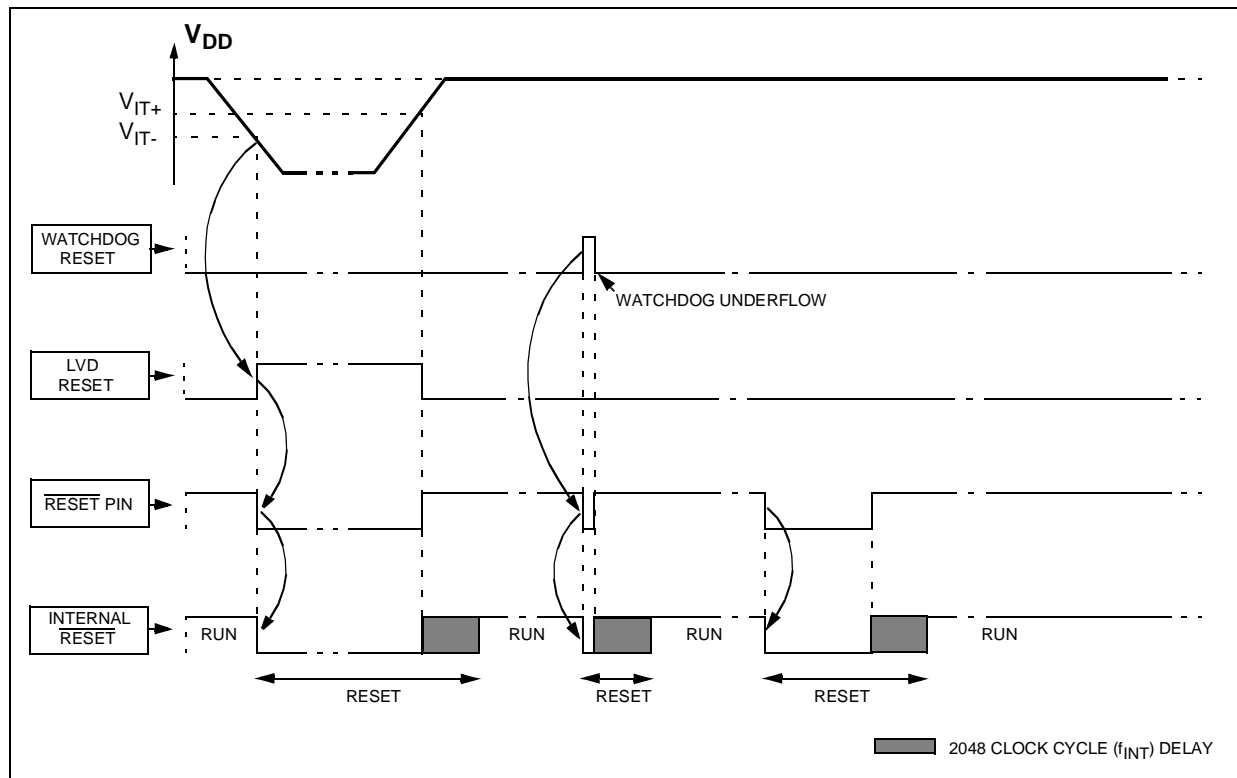 VDD
VIT+
VIT-
WATCHDOG
RESET
WATCHDOG UNDERFLOW
LVD
RESET
RESET PIN
INTERNAL
RESET
RUN
RUN
RUN
RUN
RESET
RESET
RESET
2048 CLOCK CYCLE (fINT) DELAY